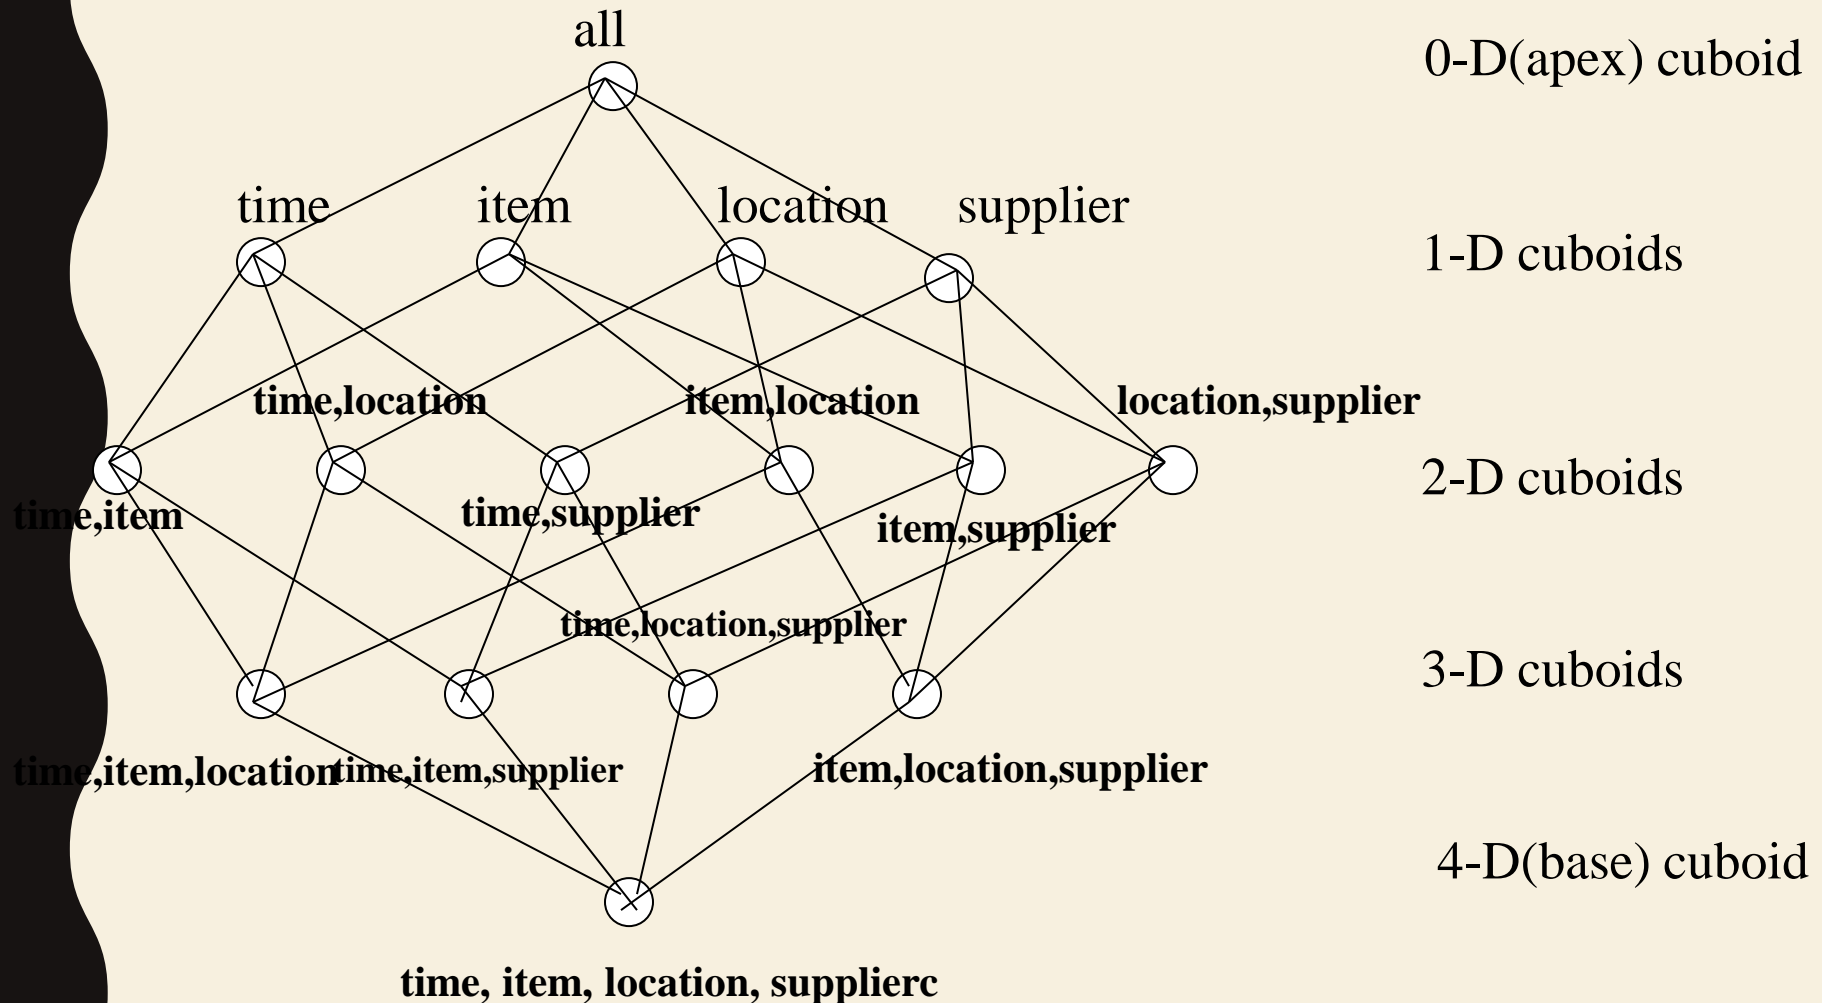 all
0-D(apex) cuboid
time
item
location
supplier
1-D cuboids
time,location
item,location
location,supplier
2-D cuboids
time,item
time,supplier
item,supplier
time,location,supplier
3-D cuboids
time,item,location
time,item,supplier
item,location,supplier
4-D(base) cuboid
time, item, location, supplierc